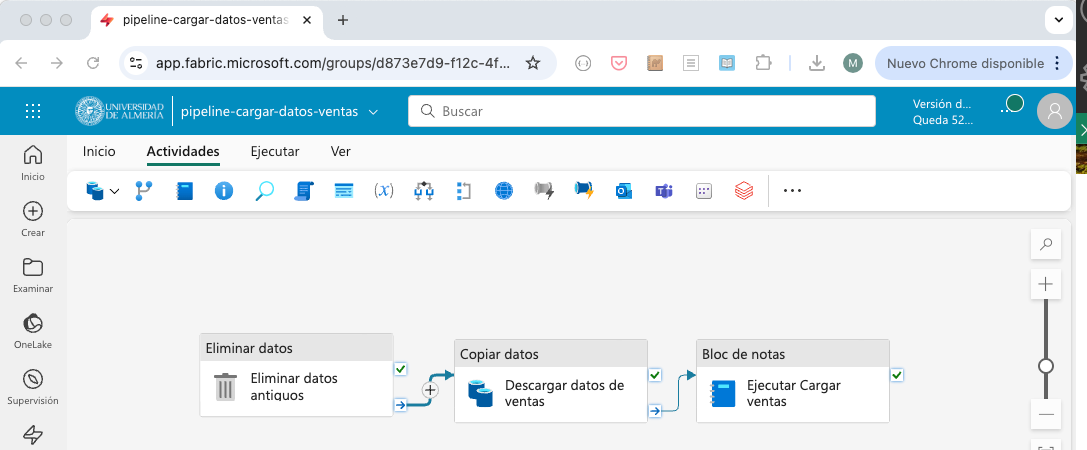 pipeline-cargar-datos-ventas
app.fabric.microsoft.com/groups/d873e7d9-f12c-4f...
M
Nuevo Chrome disponible
UNIVERSIDAD
DE ALMERÍA
pipeline-cargar-datos-ventas
Buscar
Versión d...
Queda 52...
Inicio
Crear
Examinar
OneLake
Supervisión
Inicio
Actividades
Ejecutar
Ver
(x)
...
Eliminar datos
Eliminar datos
antiguos
Copiar datos
Descargar datos de
ventas
Bloc de notas
Ejecutar Cargar
ventas